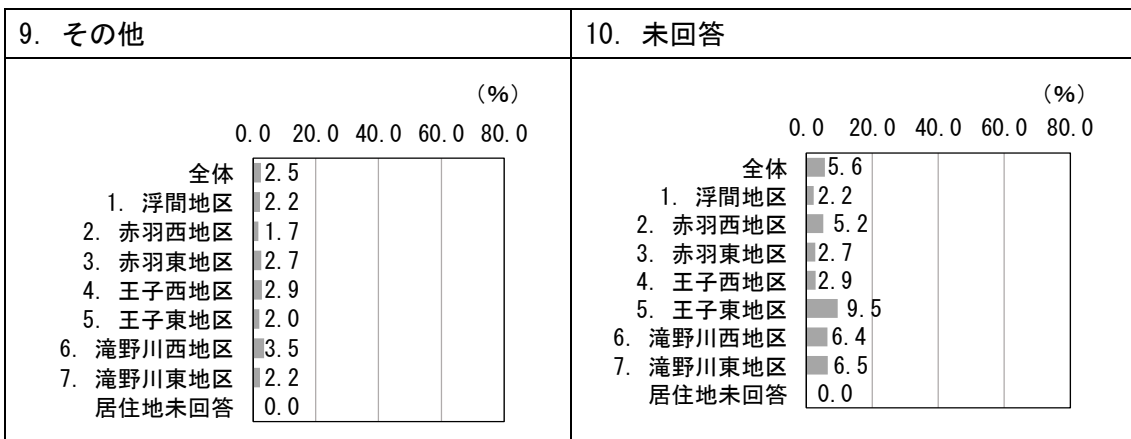 9. その他
(%)
0.0 20.0 40.0 60.0 80.0
全体 2.5
1. 浮間地区 2.2
2. 赤羽西地区 1.7
3. 赤羽東地区 2.7
4. 王子西地区 2.9
5. 王子東地区 2.0
6. 滝野川西地区 3.5
7. 滝野川東地区 2.2
居住地未回答 0.0
10. 未回答
(%)
0.0 20.0 40.0 60.0 80.0
全体 5.6
1. 浮間地区 2.2
2. 赤羽西地区 5.2
3. 赤羽東地区 2.7
4. 王子西地区 2.9
5. 王子東地区 9.5
6. 滝野川西地区 6.4
7. 滝野川東地区 6.5
居住地未回答 0.0